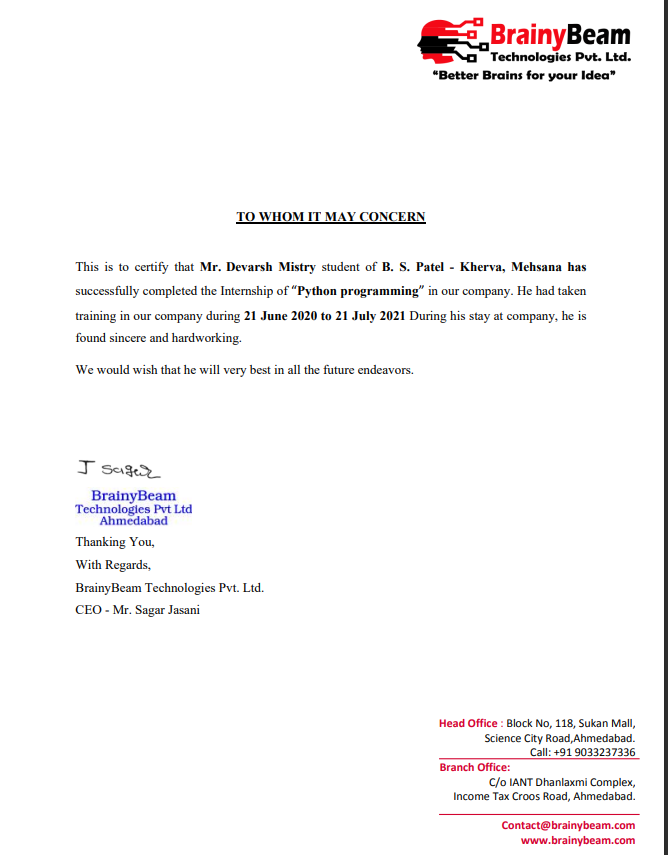 BrainyBeam
Technologies Pvt. Ltd.
“Better Brains for your Idea”
TO WHOM IT MAY CONCERN
This is to certify that Mr. Devarsh Mistry student of B. S. Patel - Kherva, Mehsana has
successfully completed the Internship of “Python programming” in our company. He had taken
training in our company during 21 June 2020 to 21 July 2021 During his stay at company, he is
found sincere and hardworking.
We would wish that he will very best in all the future endeavors.
J Sagar
BrainyBeam
Technologies Pvt Ltd
Ahmedabad
Thanking You,
With Regards,
BrainyBeam Technologies Pvt. Ltd.
CEO - Mr. Sagar Jasani
Head Office : Block No, 118, Sukan Mall,
Science City Road,Ahmedabad.
Call: +91 9033237336
Branch Office:
C/o IANT Dhanlaxmi Complex,
Income Tax Croos Road, Ahmedabad.
Contact@brainybeam.com
www.brainybeam.com